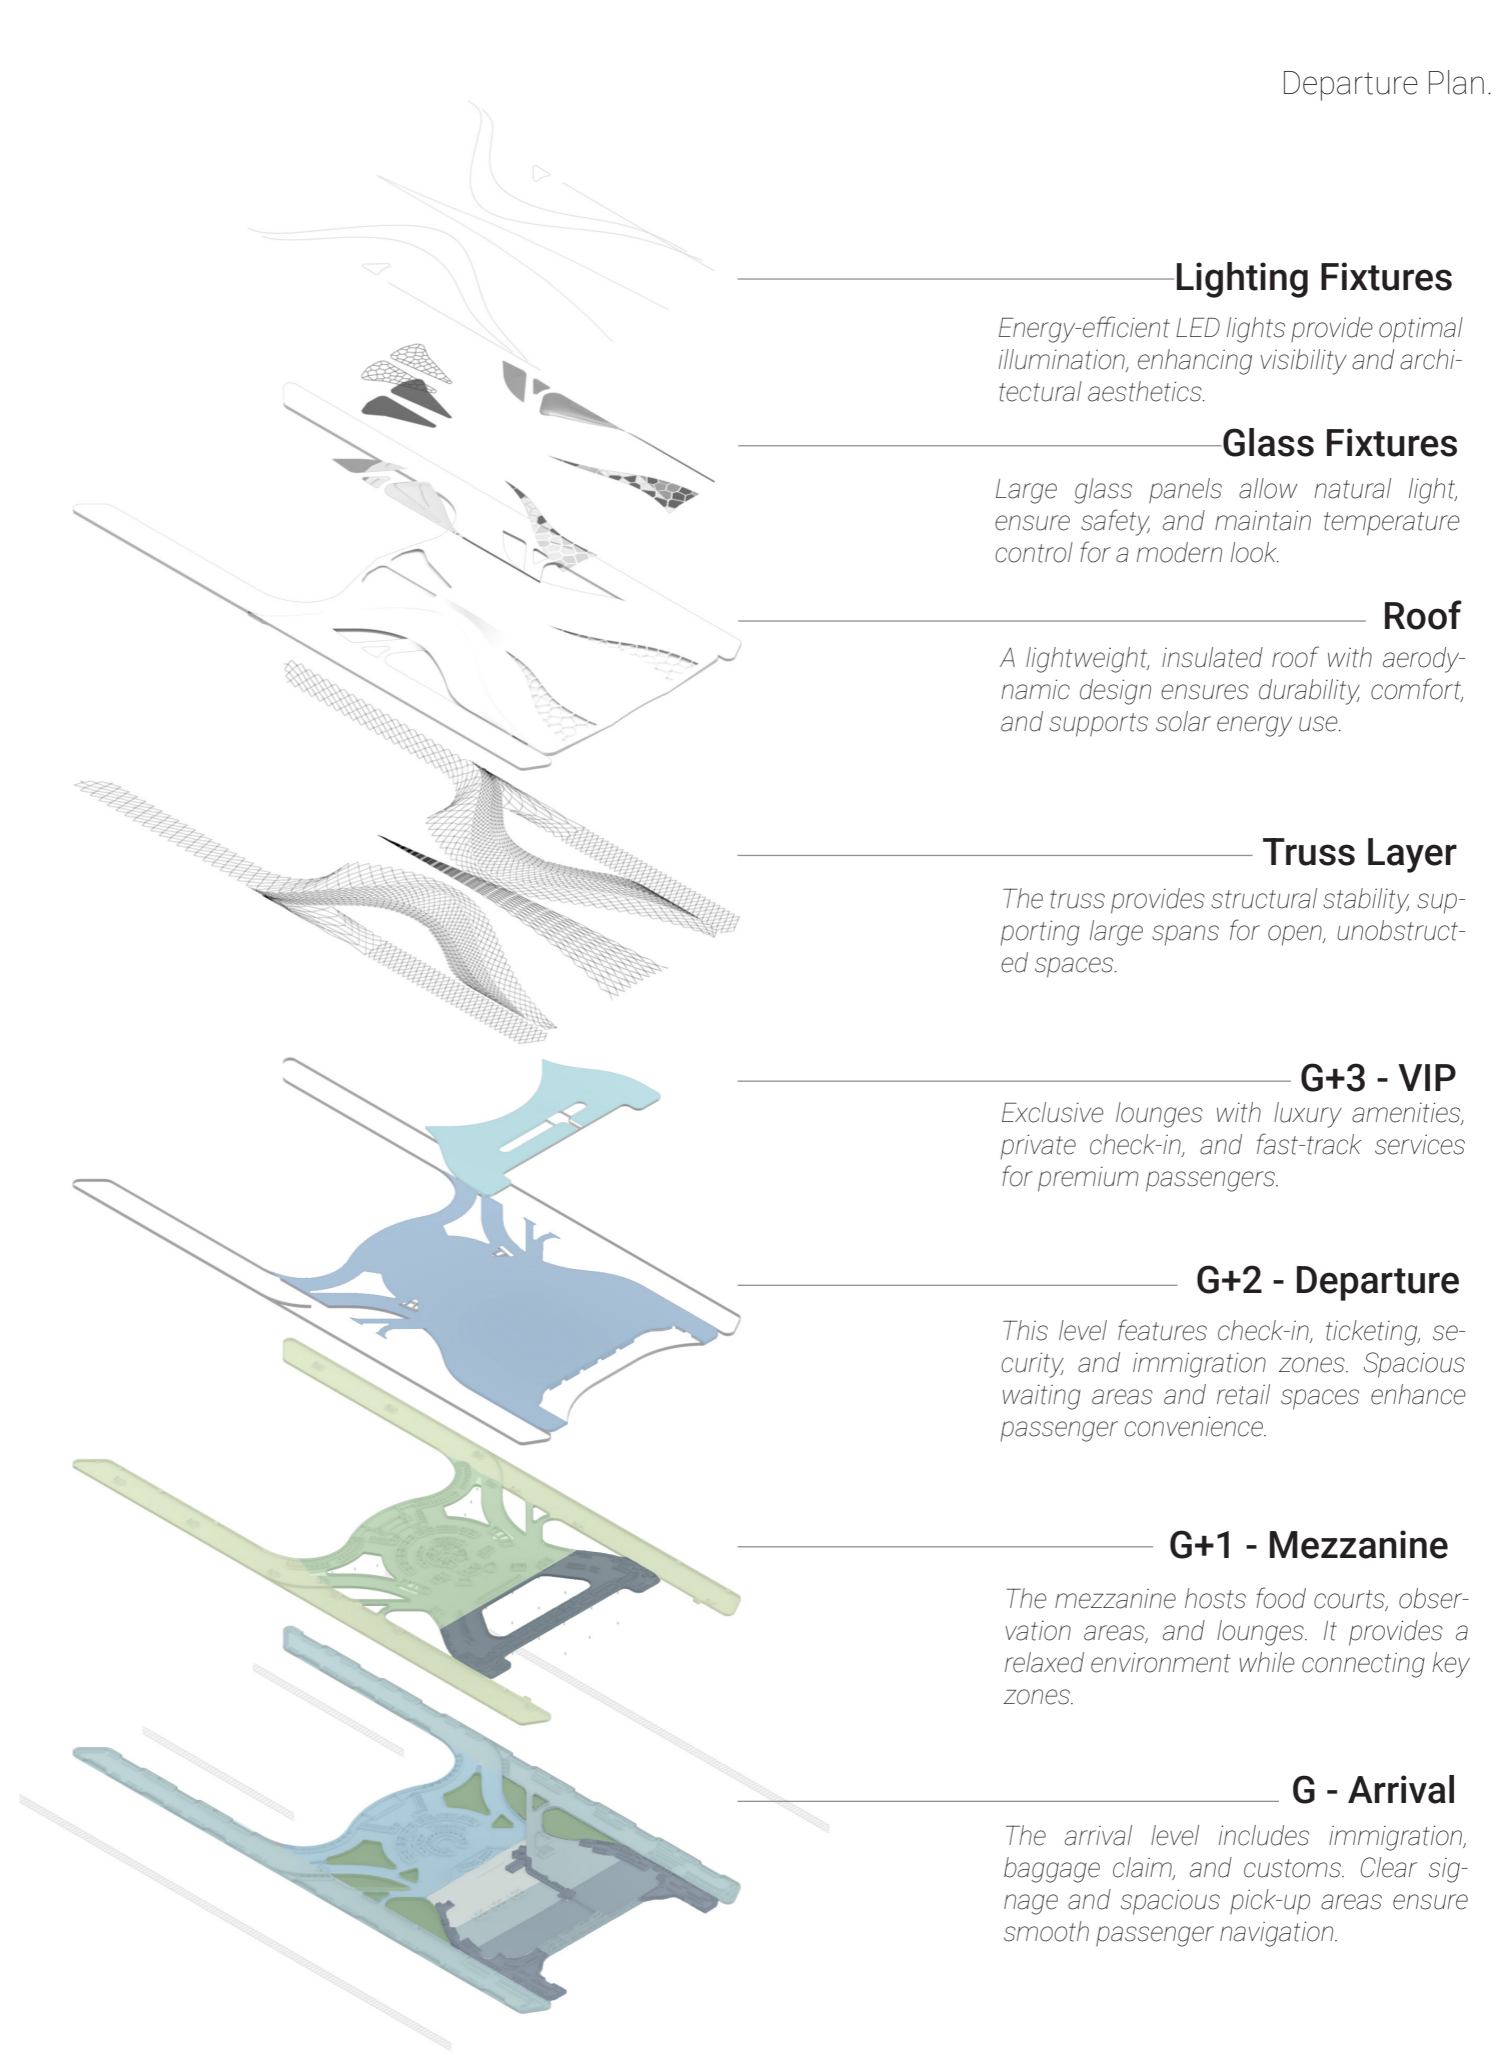 Departure Plan.
Lighting Fixtures
Energy-efficient LED lights provide optimal
illumination, enhancing visibility and archi-
tectural aesthetics.
Glass Fixtures
Large glass panels allow natural light,
ensure safety, and maintain temperature
control for a modern look.
Roof
A lightweight, insulated roof with aerody-
namic design ensures durability, comfort,
and supports solar energy use.
Truss Layer
The truss provides structural stability, sup-
porting large spans for open, unobstruct-
ed spaces.
G+3 - VIP
Exclusive lounges with luxury amenities,
private check-in, and fast-track services
for premium passengers.
G+2 - Departure
This level features check-in, ticketing, se-
curity, and immigration zones. Spacious
waiting areas and retail spaces enhance
passenger convenience.
G+1 - Mezzanine
The mezzanine hosts food courts, obser-
vation areas, and lounges. It provides a
relaxed environment while connecting key
zones.
G - Arrival
The arrival level includes immigration,
baggage claim, and customs. Clear sig-
nage and spacious pick-up areas ensure
smooth passenger navigation.